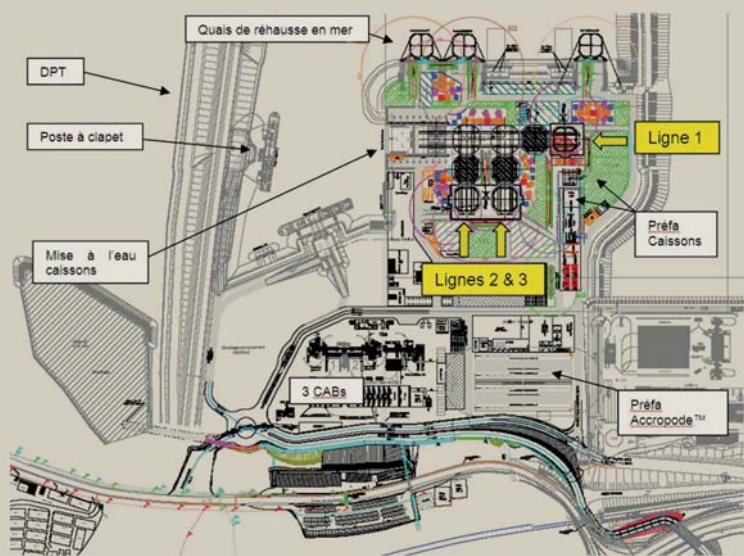 Quais de réhausse en mer
DPT
Poste à clapet
Ligne 1
Préfa
Caissons
Mise à l'eau
caissons
Lignes 2 & 3
3 CABs
Préfa
Accropode™